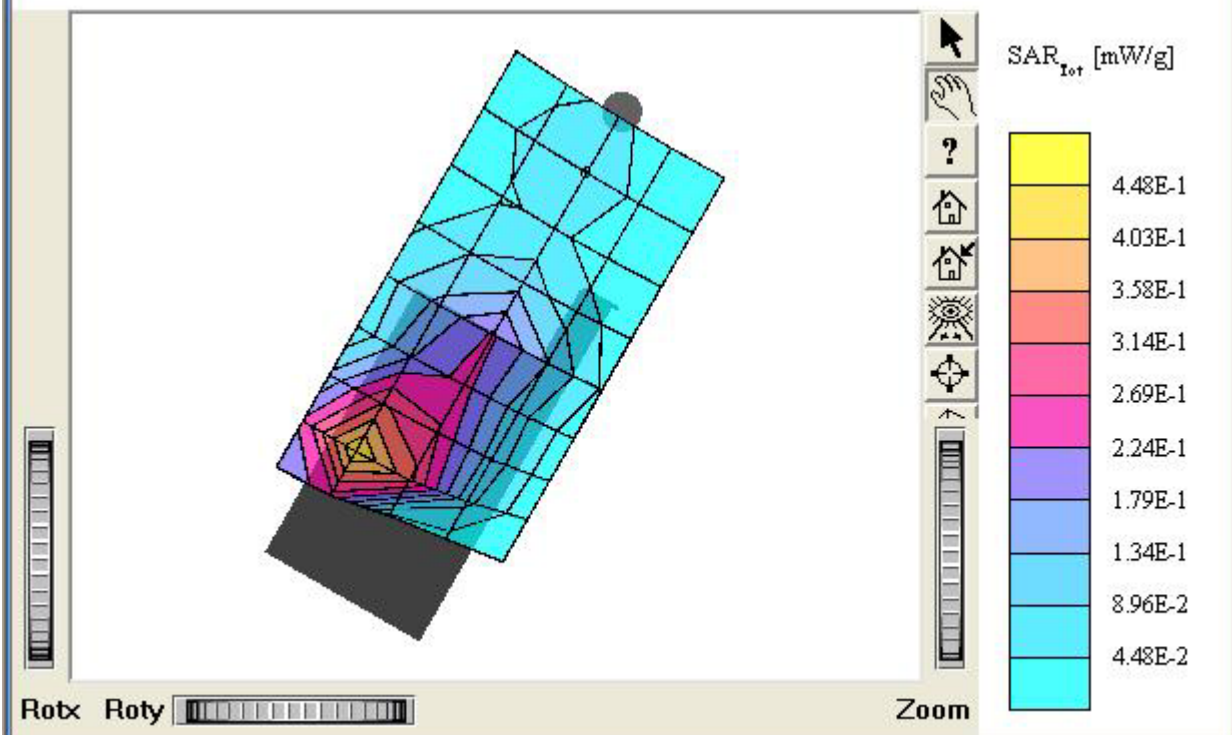 SAR_Tot [mW/g]
?
4.48E-1
4.03E-1
3.58E-1
3.14E-1
2.69E-1
2.24E-1
1.79E-1
1.34E-1
8.96E-2
4.48E-2
Rotx Roty Zoom